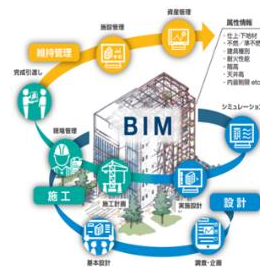 資産管理
施設管理
維持管理
完成引渡し
属性情報
・仕上・下地材
・不燃／準不燃
・建具種別
・耐火性能
・階高
・天井高
・内装制限 etc
シミュレーション
BIM
現場管理
施工
施工計画
実施設計
設計
基本設計
調査・企画